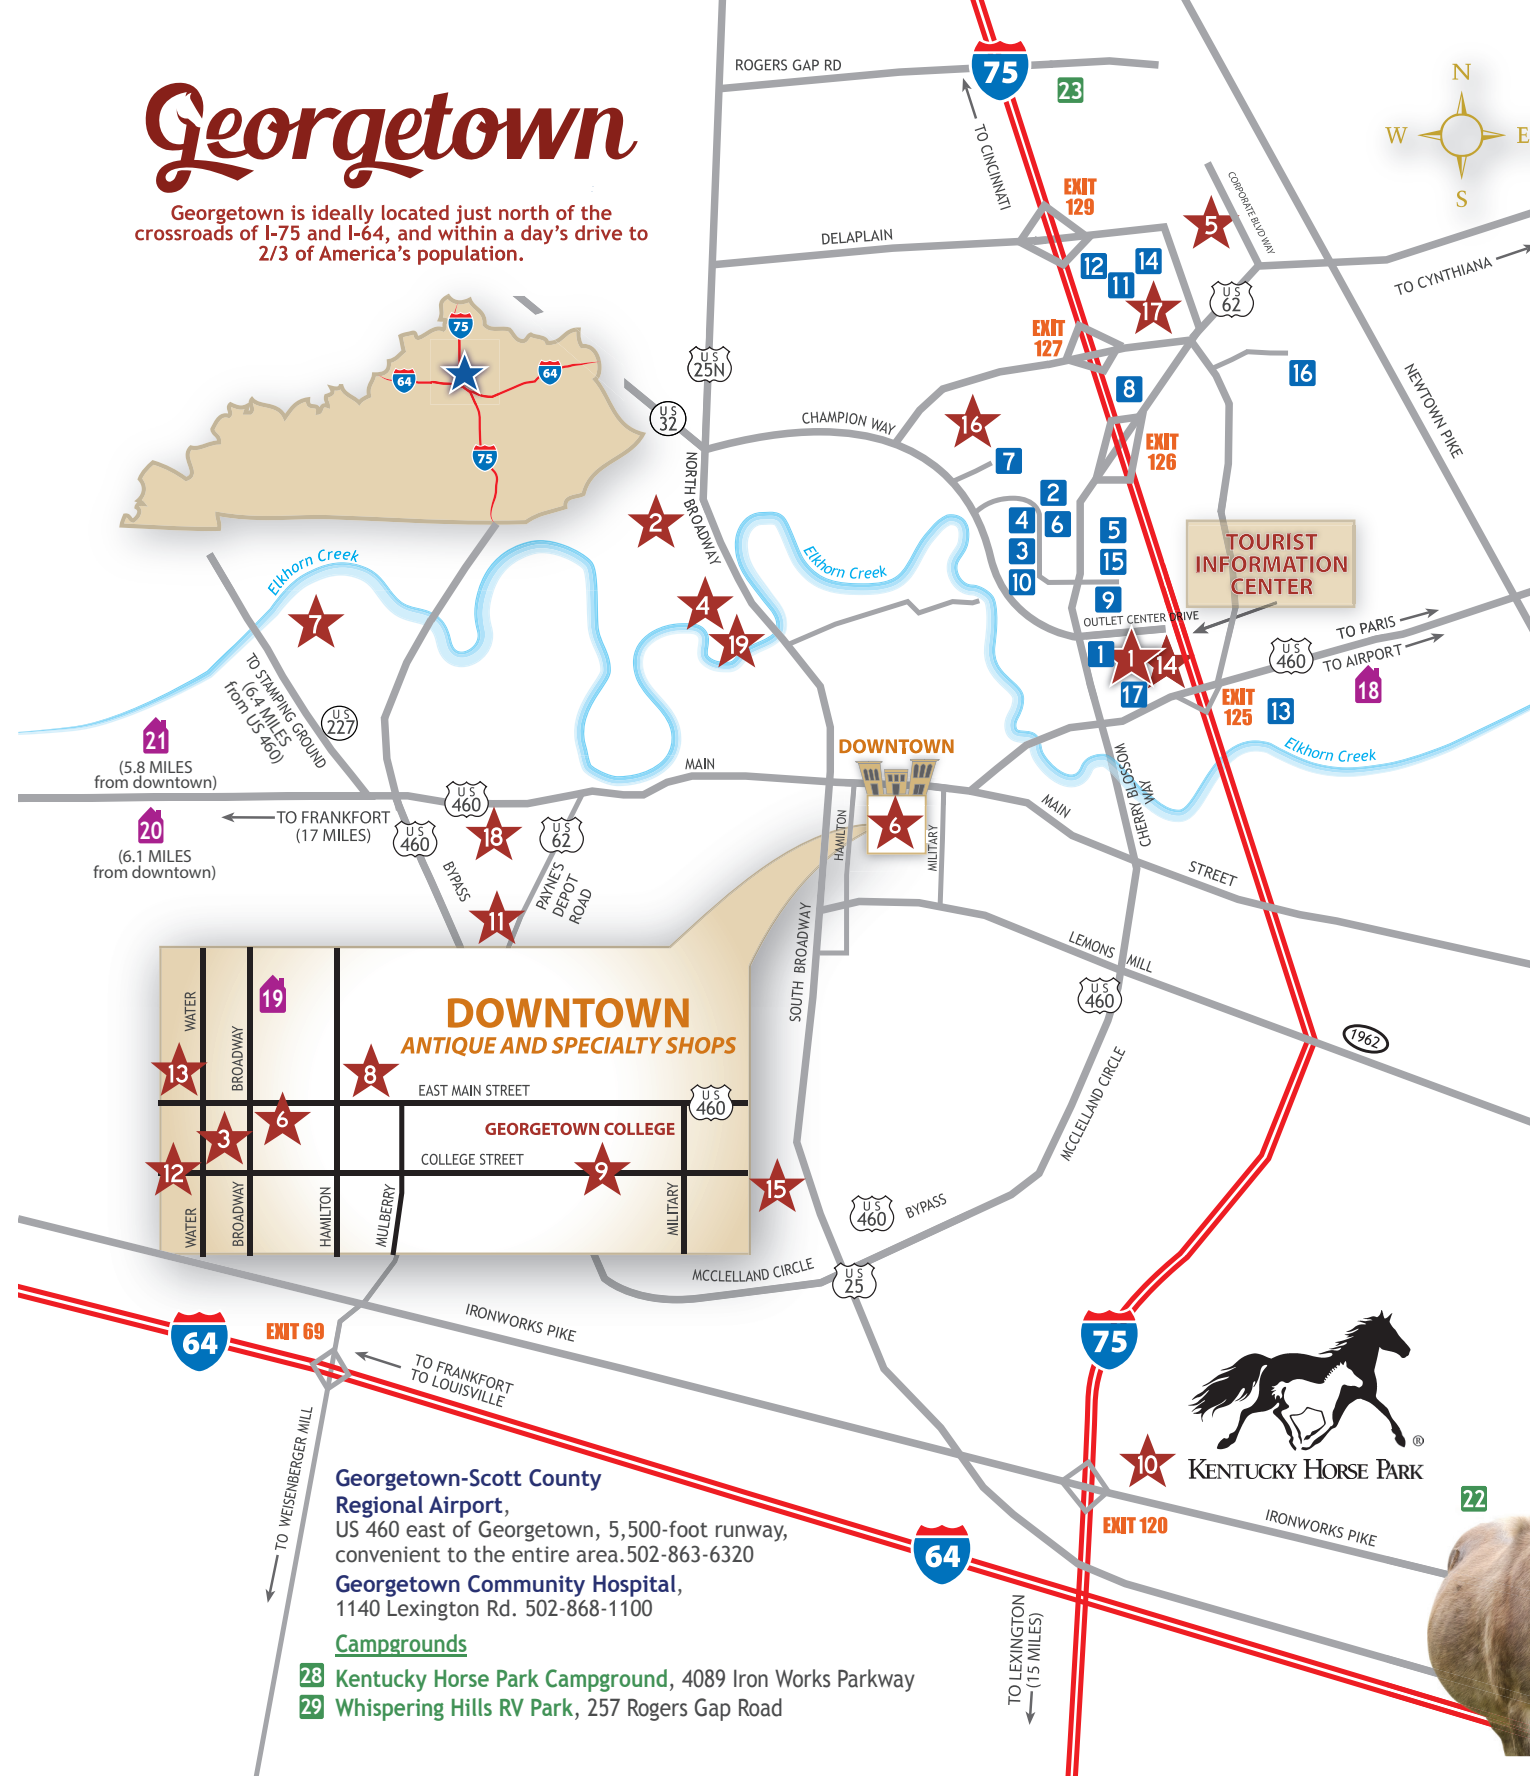 Georgetown
Georgetown is ideally located just north of the
crossroads of I-75 and I-64, and within a day's drive to
2/3 of America's population.
ROGERS GAP RD
75
23
TO CINCINNATI
N
W
E
S
EXIT
129
5
CORPORATE BLVD WAY
DELAPLAIN
12
14
11
17
US
62
TO CYNTHIANA
EXIT
127
US
25N
16
NEWTOWN PIKE
8
75
64
64
75
US
32
CHAMPION WAY
16
EXIT
126
7
NORTH BROADWAY
2
2
4
6
5
3
15
10
9
TOURIST
INFORMATION
CENTER
Elkhorn Creek
Elkhorn Creek
7
4
19
OUTLET CENTER DRIVE
1
1
14
17
US
460
TO PARIS
TO AIRPORT
18
EXIT
125
13
Elkhorn Creek
TO STAMPING GROUND
(6.4 MILES
from US 460)
US
227
21
(5.8 MILES
from downtown)
20
(6.1 MILES
from downtown)
TO FRANKFORT
(17 MILES)
US
460
US
460
BYPASS
18
US
62
PAYNE'S
DEPOT
ROAD
11
MAIN
DOWNTOWN
6
HAMILTON
MILITARY
MAIN
STREET
CHERRY BLOSSOM
WAY
SOUTH BROADWAY
LEMONS MILL
US
460
1962
MCCLELLAND CIRCLE
DOWNTOWN
ANTIQUE AND SPECIALTY SHOPS
WATER
BROADWAY
19
13
8
EAST MAIN STREET
US
460
6
3
GEORGETOWN COLLEGE
12
COLLEGE STREET
9
WATER
BROADWAY
HAMILTON
MULBERRY
MILITARY
15
US
460
BYPASS
MCCLELLAND CIRCLE
US
25
64
EXIT 69
IRONWORKS PIKE
TO FRANKFORT
TO LOUISVILLE
TO WEISENBERGER MILL
75
10
KENTUCKY HORSE PARK
®
22
EXIT 120
IRONWORKS PIKE
64
TO LEXINGTON
(15 MILES)
Georgetown-Scott County
Regional Airport,
US 460 east of Georgetown, 5,500-foot runway,
convenient to the entire area.502-863-6320
Georgetown Community Hospital,
1140 Lexington Rd. 502-868-1100
Campgrounds
28 Kentucky Horse Park Campground, 4089 Iron Works Parkway
29 Whispering Hills RV Park, 257 Rogers Gap Road